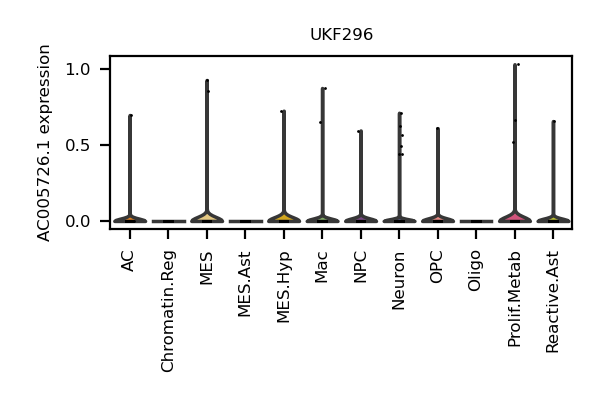 UKF296
AC005726.1 expression
1.0
0.5
0.0
AC
Chromatin.Reg
MES
MES.Ast
MES.Hyp
Mac
NPC
Neuron
OPC
Oligo
Prolif.Metab
Reactive.Ast